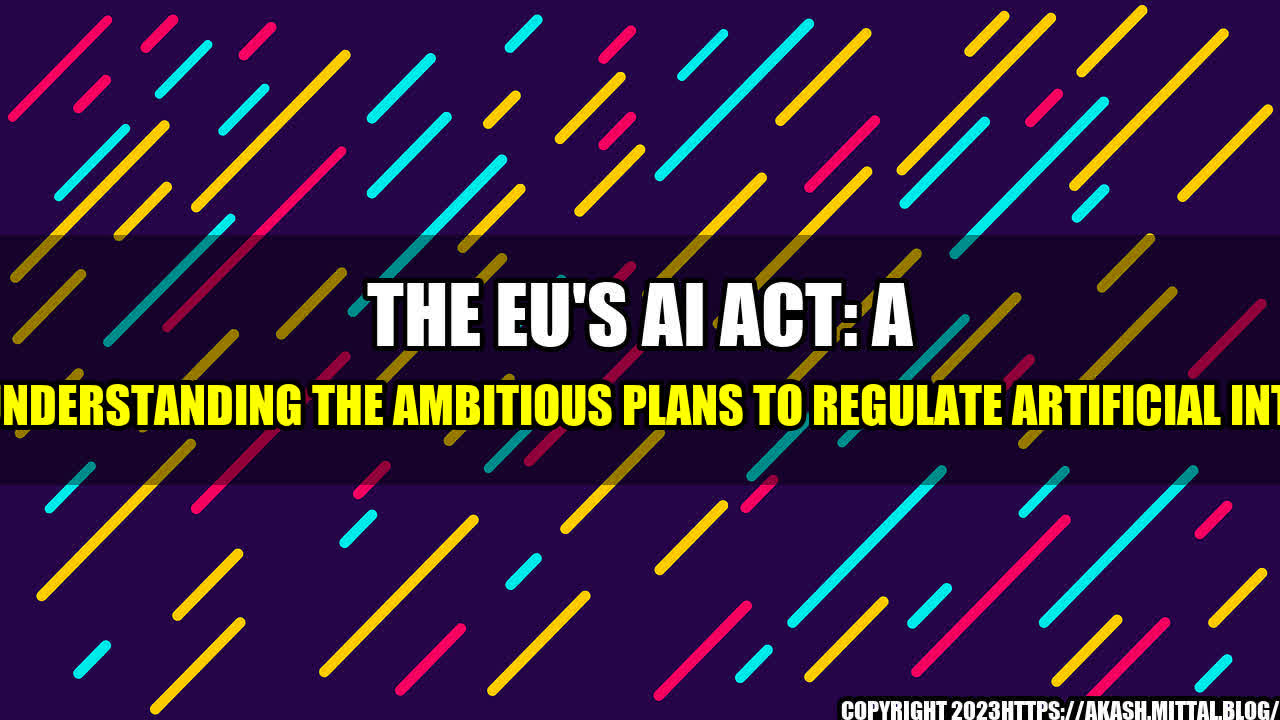 THE EU'S AI ACT: A
NDERSTANDING THE AMBITIOUS PLANS TO REGULATE ARTIFICIAL INT
COPYRIGHT 2023HTTPS://AKASH.MITTAL.BLOG/